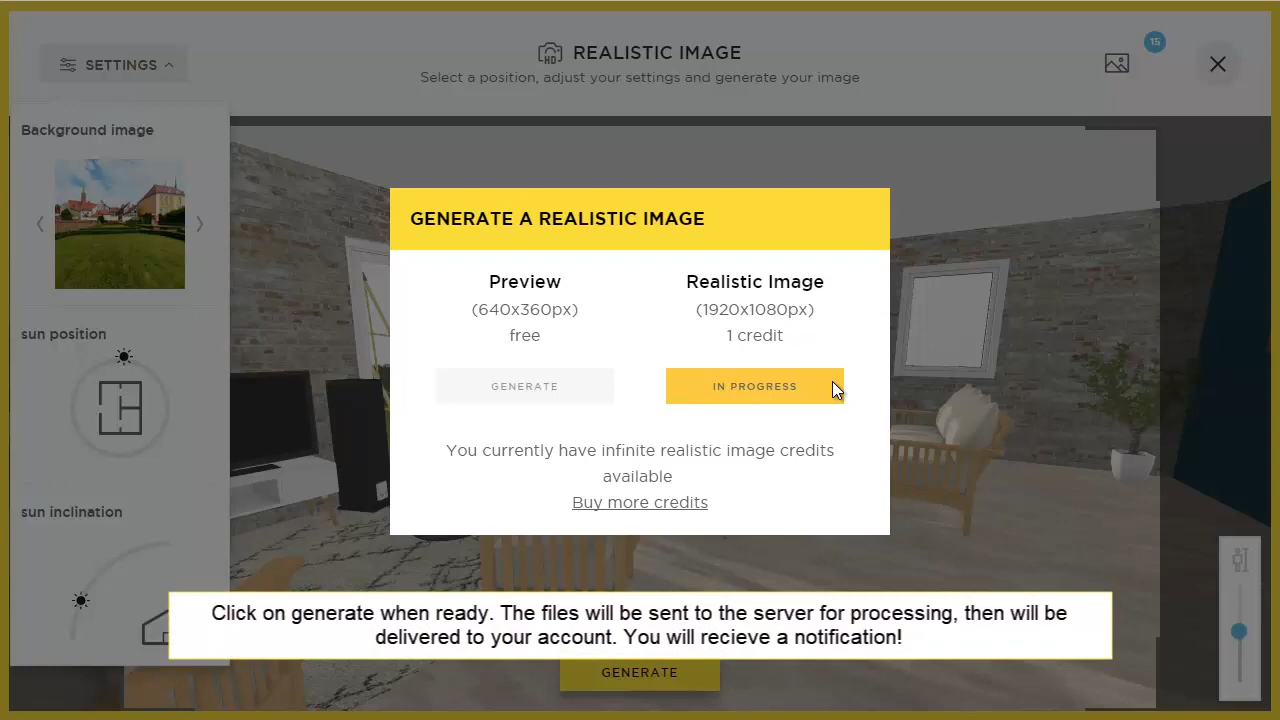 SETTINGS
HD
REALISTIC IMAGE
Select a position, adjust your settings and generate your image
15
Background image
sun position
sun inclination
GENERATE A REALISTIC IMAGE
Preview
(640x360px)
free
GENERATE
Realistic Image
(1920x1080px)
1 credit
IN PROGRESS
You currently have infinite realistic image credits
available
Buy more credits
Click on generate when ready. The files will be sent to the server for processing, then will be
delivered to your account. You will recieve a notification!
GENERATE